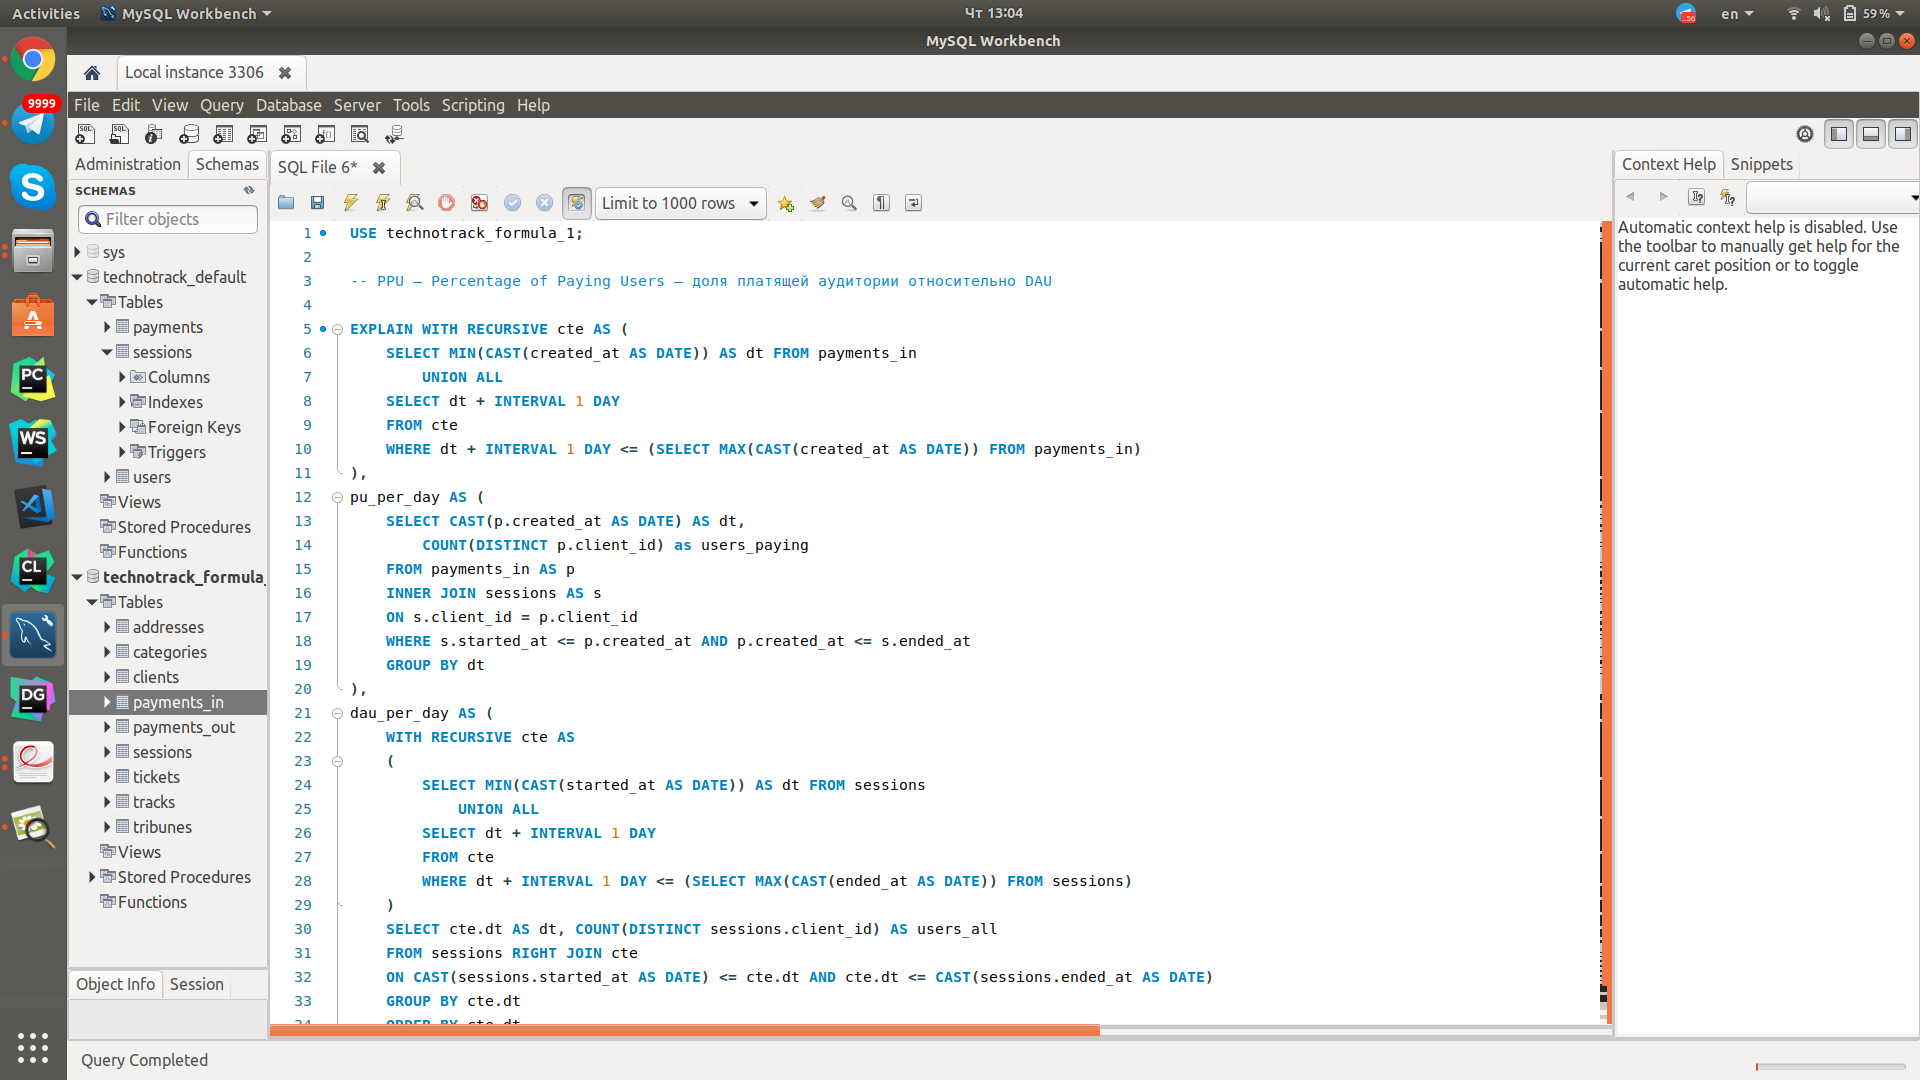 Activities
MySQL Workbench
Чт 13:04
56
en
59 %
MySQL Workbench
Local instance 3306
File Edit View Query Database Server Tools Scripting Help
Administration Schemas
SQL File 6*
Context Help Snippets
SCHEMAS
Filter objects
Limit to 1000 rows
9999
sys
technotrack_default
Tables
payments
sessions
Columns
Indexes
Foreign Keys
Triggers
users
Views
Stored Procedures
Functions
technotrack_formula_
Tables
addresses
categories
clients
payments_in
payments_out
sessions
tickets
tracks
tribunes
Views
Stored Procedures
Functions
Object Info Session
Query Completed
1 USE technotrack_formula_1;
2
3 -- PPU — Percentage of Paying Users — доля платящей аудитории относительно DAU
4
5 EXPLAIN WITH RECURSIVE cte AS (
6 SELECT MIN(CAST(created_at AS DATE)) AS dt FROM payments_in
7 UNION ALL
8 SELECT dt + INTERVAL 1 DAY
9 FROM cte
10 WHERE dt + INTERVAL 1 DAY <= (SELECT MAX(CAST(created_at AS DATE)) FROM payments_in)
11 ),
12 pu_per_day AS (
13 SELECT CAST(p.created_at AS DATE) AS dt,
14 COUNT(DISTINCT p.client_id) as users_paying
15 FROM payments_in AS p
16 INNER JOIN sessions AS s
17 ON s.client_id = p.client_id
18 WHERE s.started_at <= p.created_at AND p.created_at <= s.ended_at
19 GROUP BY dt
20 ),
21 dau_per_day AS (
22 WITH RECURSIVE cte AS
23 (
24 SELECT MIN(CAST(started_at AS DATE)) AS dt FROM sessions
25 UNION ALL
26 SELECT dt + INTERVAL 1 DAY
27 FROM cte
28 WHERE dt + INTERVAL 1 DAY <= (SELECT MAX(CAST(ended_at AS DATE)) FROM sessions)
29 )
30 SELECT cte.dt AS dt, COUNT(DISTINCT sessions.client_id) AS users_all
31 FROM sessions RIGHT JOIN cte
32 ON CAST(sessions.started_at AS DATE) <= cte.dt AND cte.dt <= CAST(sessions.ended_at AS DATE)
33 GROUP BY cte.dt
34 ORDER BY cte.dt
Automatic context help is disabled. Use
the toolbar to manually get help for the
current caret position or to toggle
automatic help.
PC
WS
CL
DG